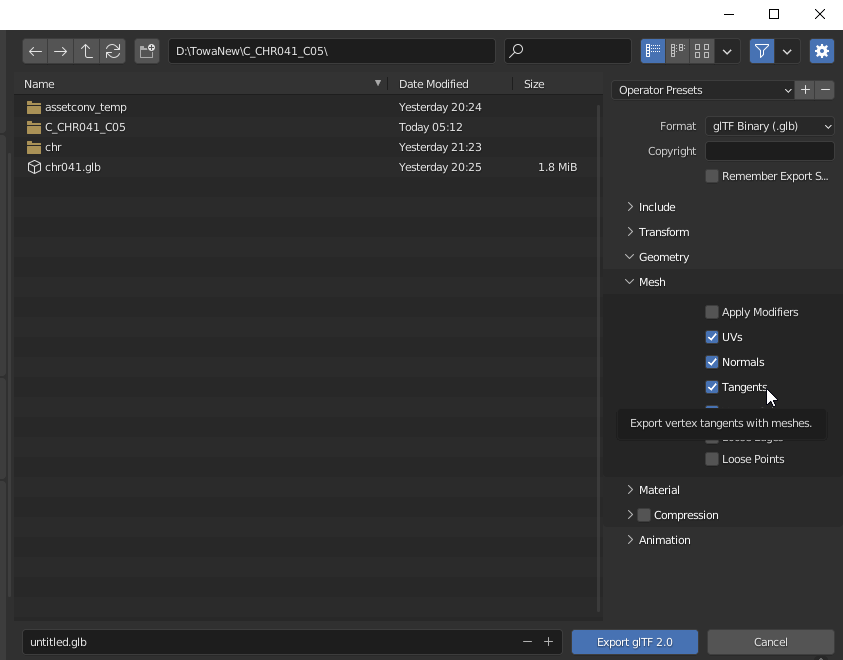 D:\TowaNew\C_CHR041_C05\
Name Date Modified Size
assetconv_temp Yesterday 20:24
C_CHR041_C05 Today 05:12
chr Yesterday 21:23
chr041.glb Yesterday 20:25 1.8 MiB
Operator Presets
Format glTF Binary (.glb)
Copyright
Remember Export S...
Include
Transform
Geometry
Mesh
Apply Modifiers
UVs
Normals
Tangents
Export vertex tangents with meshes.
Loose Points
Material
Compression
Animation
untitled.glb
Export glTF 2.0
Cancel